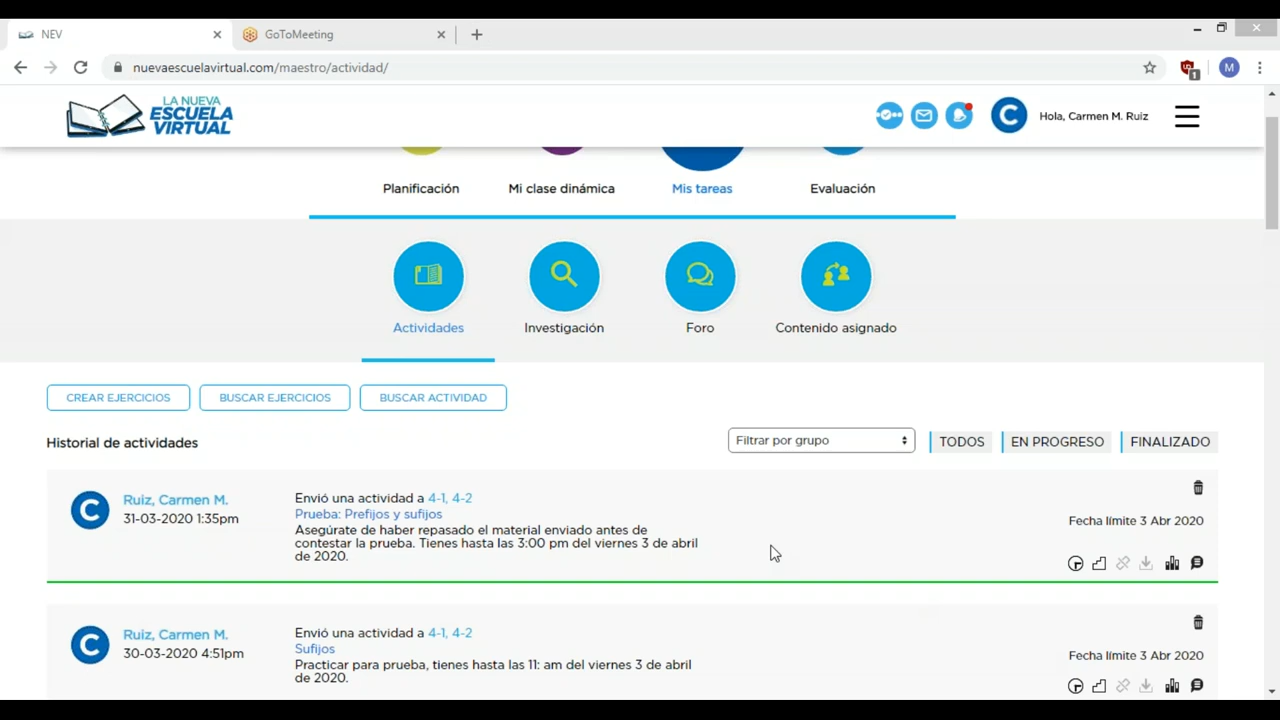 NEV
GoToMeeting
nuevaescuelavirtual.com/maestro/actividad/
1
M
LA NUEVA
ESCUELA
VIRTUAL
C
Hola, Carmen M. Ruiz
Planificación
Mi clase dinámica
Mis tareas
Evaluación
Actividades
Investigación
Foro
Contenido asignado
CREAR EJERCICIOS
BUSCAR EJERCICIOS
BUSCAR ACTIVIDAD
Historial de actividades
Filtrar por grupo
TODOS
EN PROGRESO
FINALIZADO
C
Ruiz, Carmen M.
31-03-2020 1:35pm
Envió una actividad a 4-1, 4-2
Prueba: Prefijos y sufijos
Asegúrate de haber repasado el material enviado antes de
contestar la prueba. Tienes hasta las 3:00 pm del viernes 3 de abril
de 2020.
Fecha límite 3 Abr 2020
C
Ruiz, Carmen M.
30-03-2020 4:51pm
Envió una actividad a 4-1, 4-2
Sufijos
Practicar para prueba, tienes hasta las 11: am del viernes 3 de abril
de 2020.
Fecha límite 3 Abr 2020